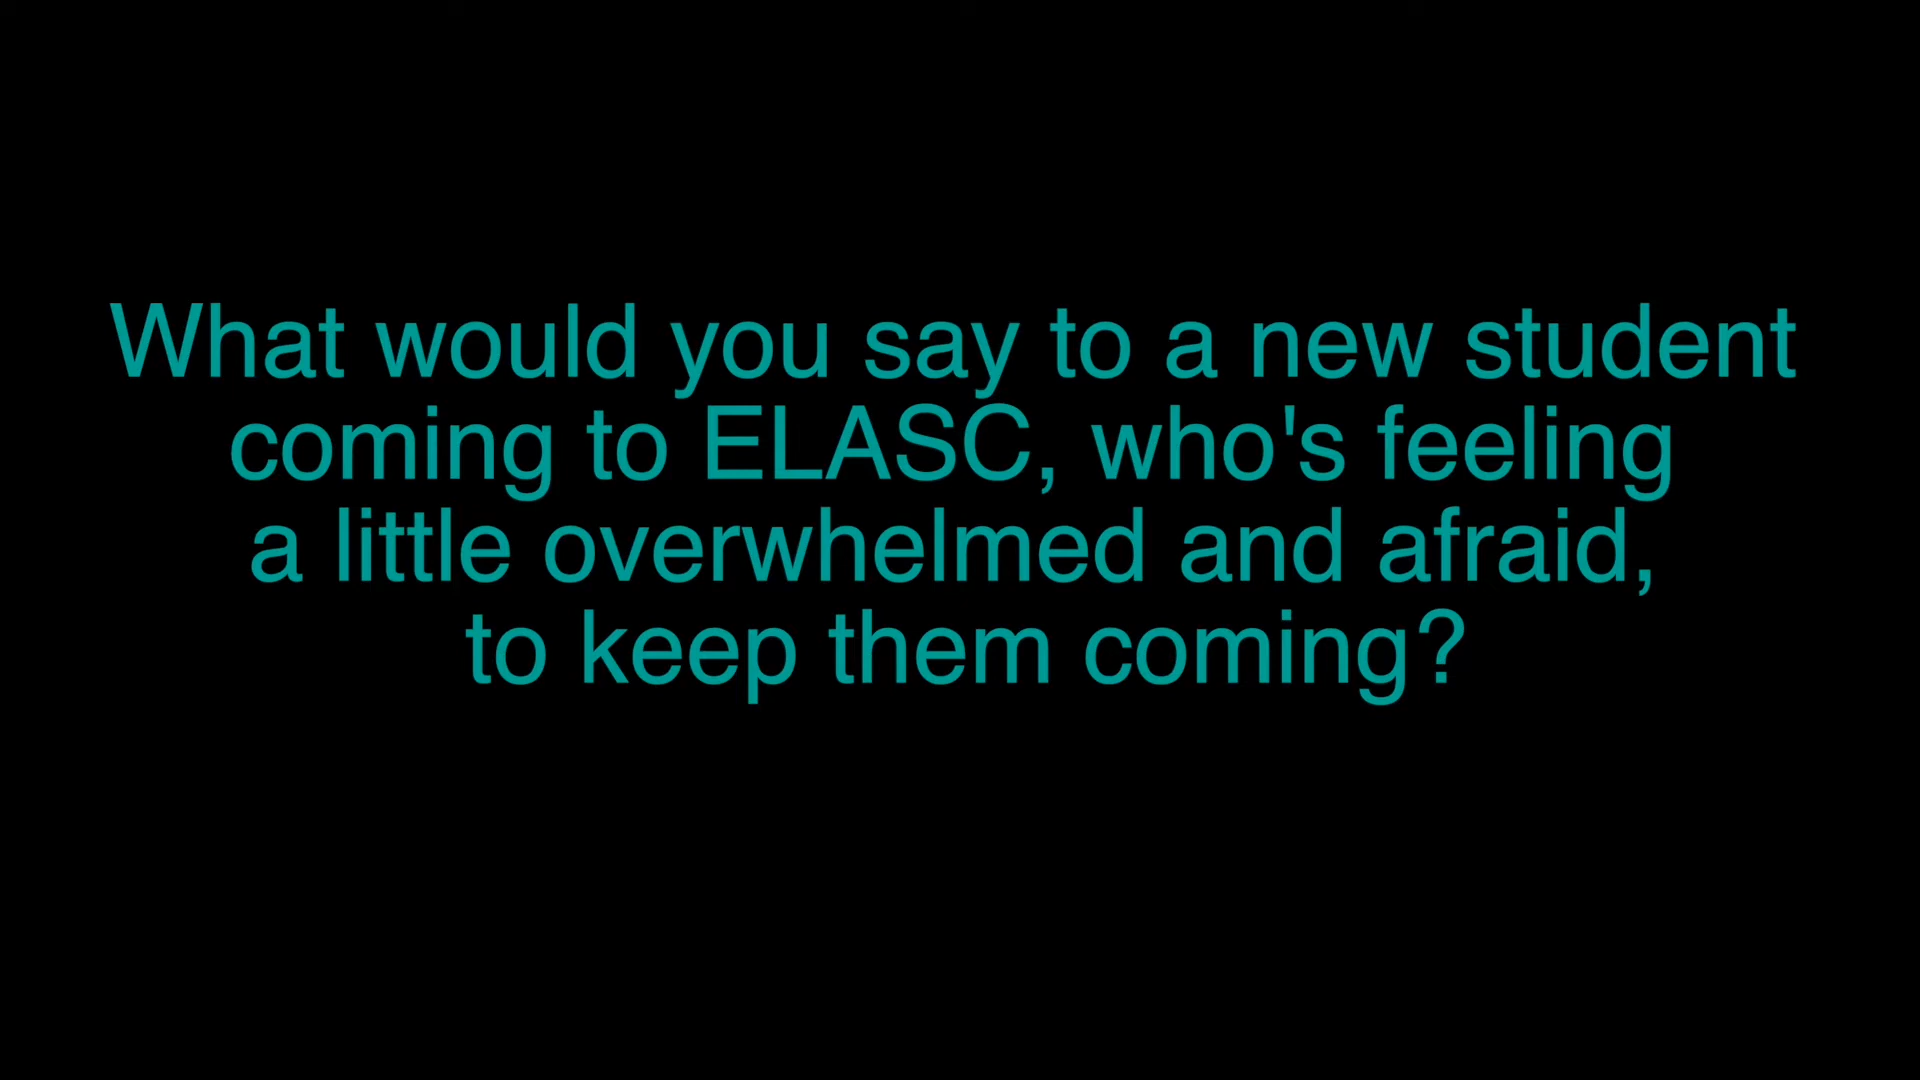 What would you say to a new student
coming to ELASC, who's feeling
a little overwhelmed and afraid,
to keep them coming?